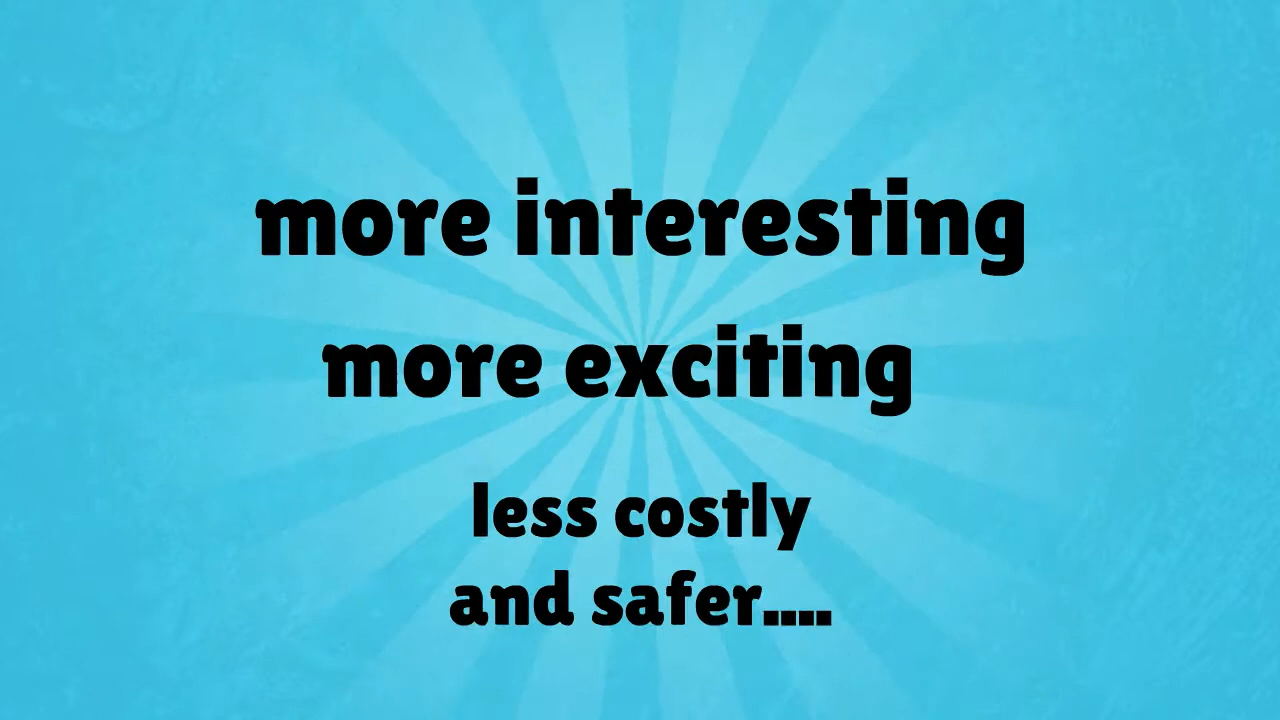 more interesting
more exciting
less costly
and safer....